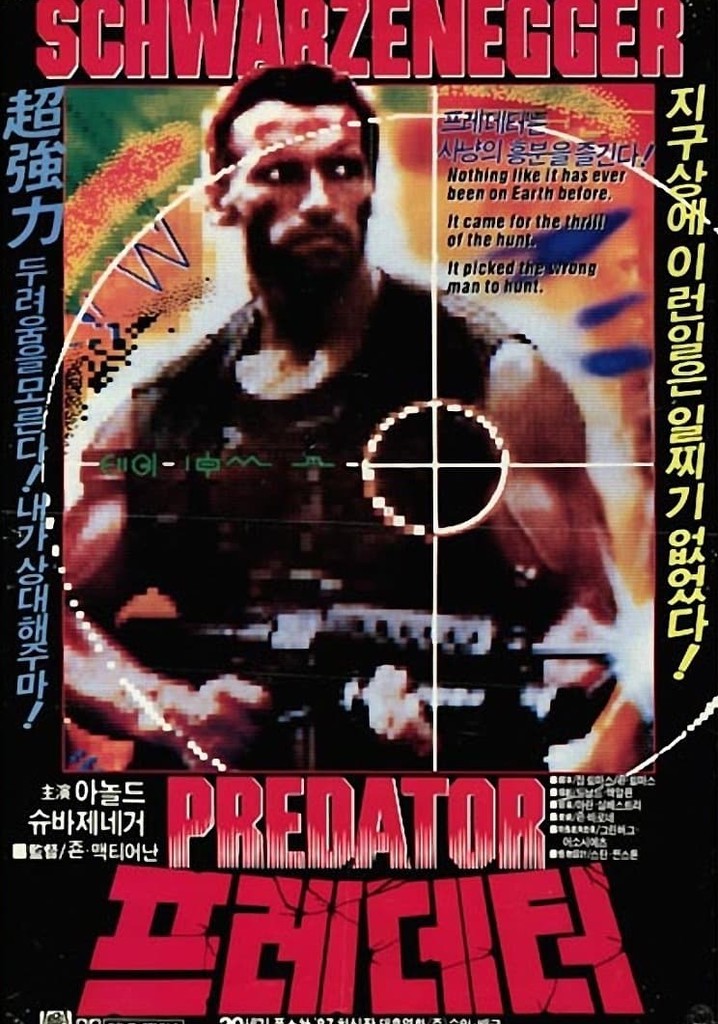 SCHWARZENEGGER
超強力 두려움을모른다! 내가 상대해주마!
지구상에 이런일은 일찌기 없었다!
프레데터는
사냥의 흥분을 즐긴다!
Nothing like it has ever
been on Earth before.
It came for the thrill
of the hunt.
It picked the wrong
man to hunt.
主演 아놀드
슈바제네거
■監督/죤·맥티어난
PREDATOR
프레데터